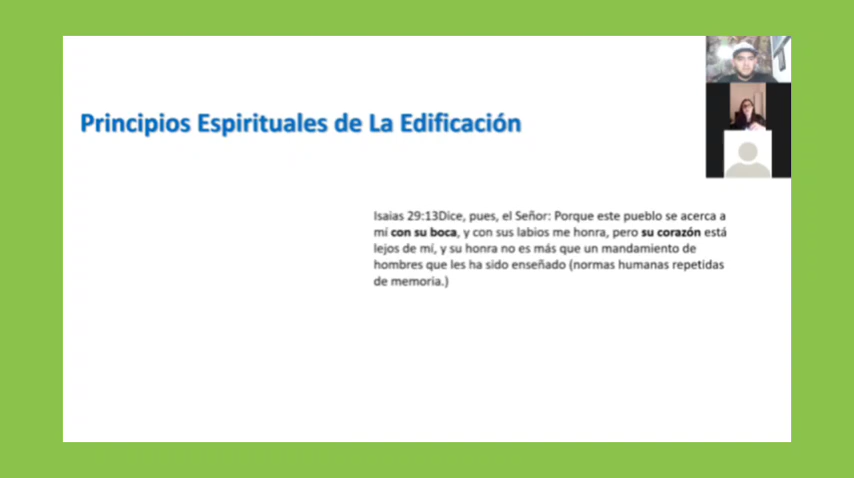 Principios Espirituales de La Edificación
Isaias 29:13Dice, pues, el Señor: Porque este pueblo se acerca a
mí con su boca, y con sus labios me honra, pero su corazón está
lejos de mí, y su honra no es más que un mandamiento de
hombres que les ha sido enseñado (normas humanas repetidas
de memoria.)